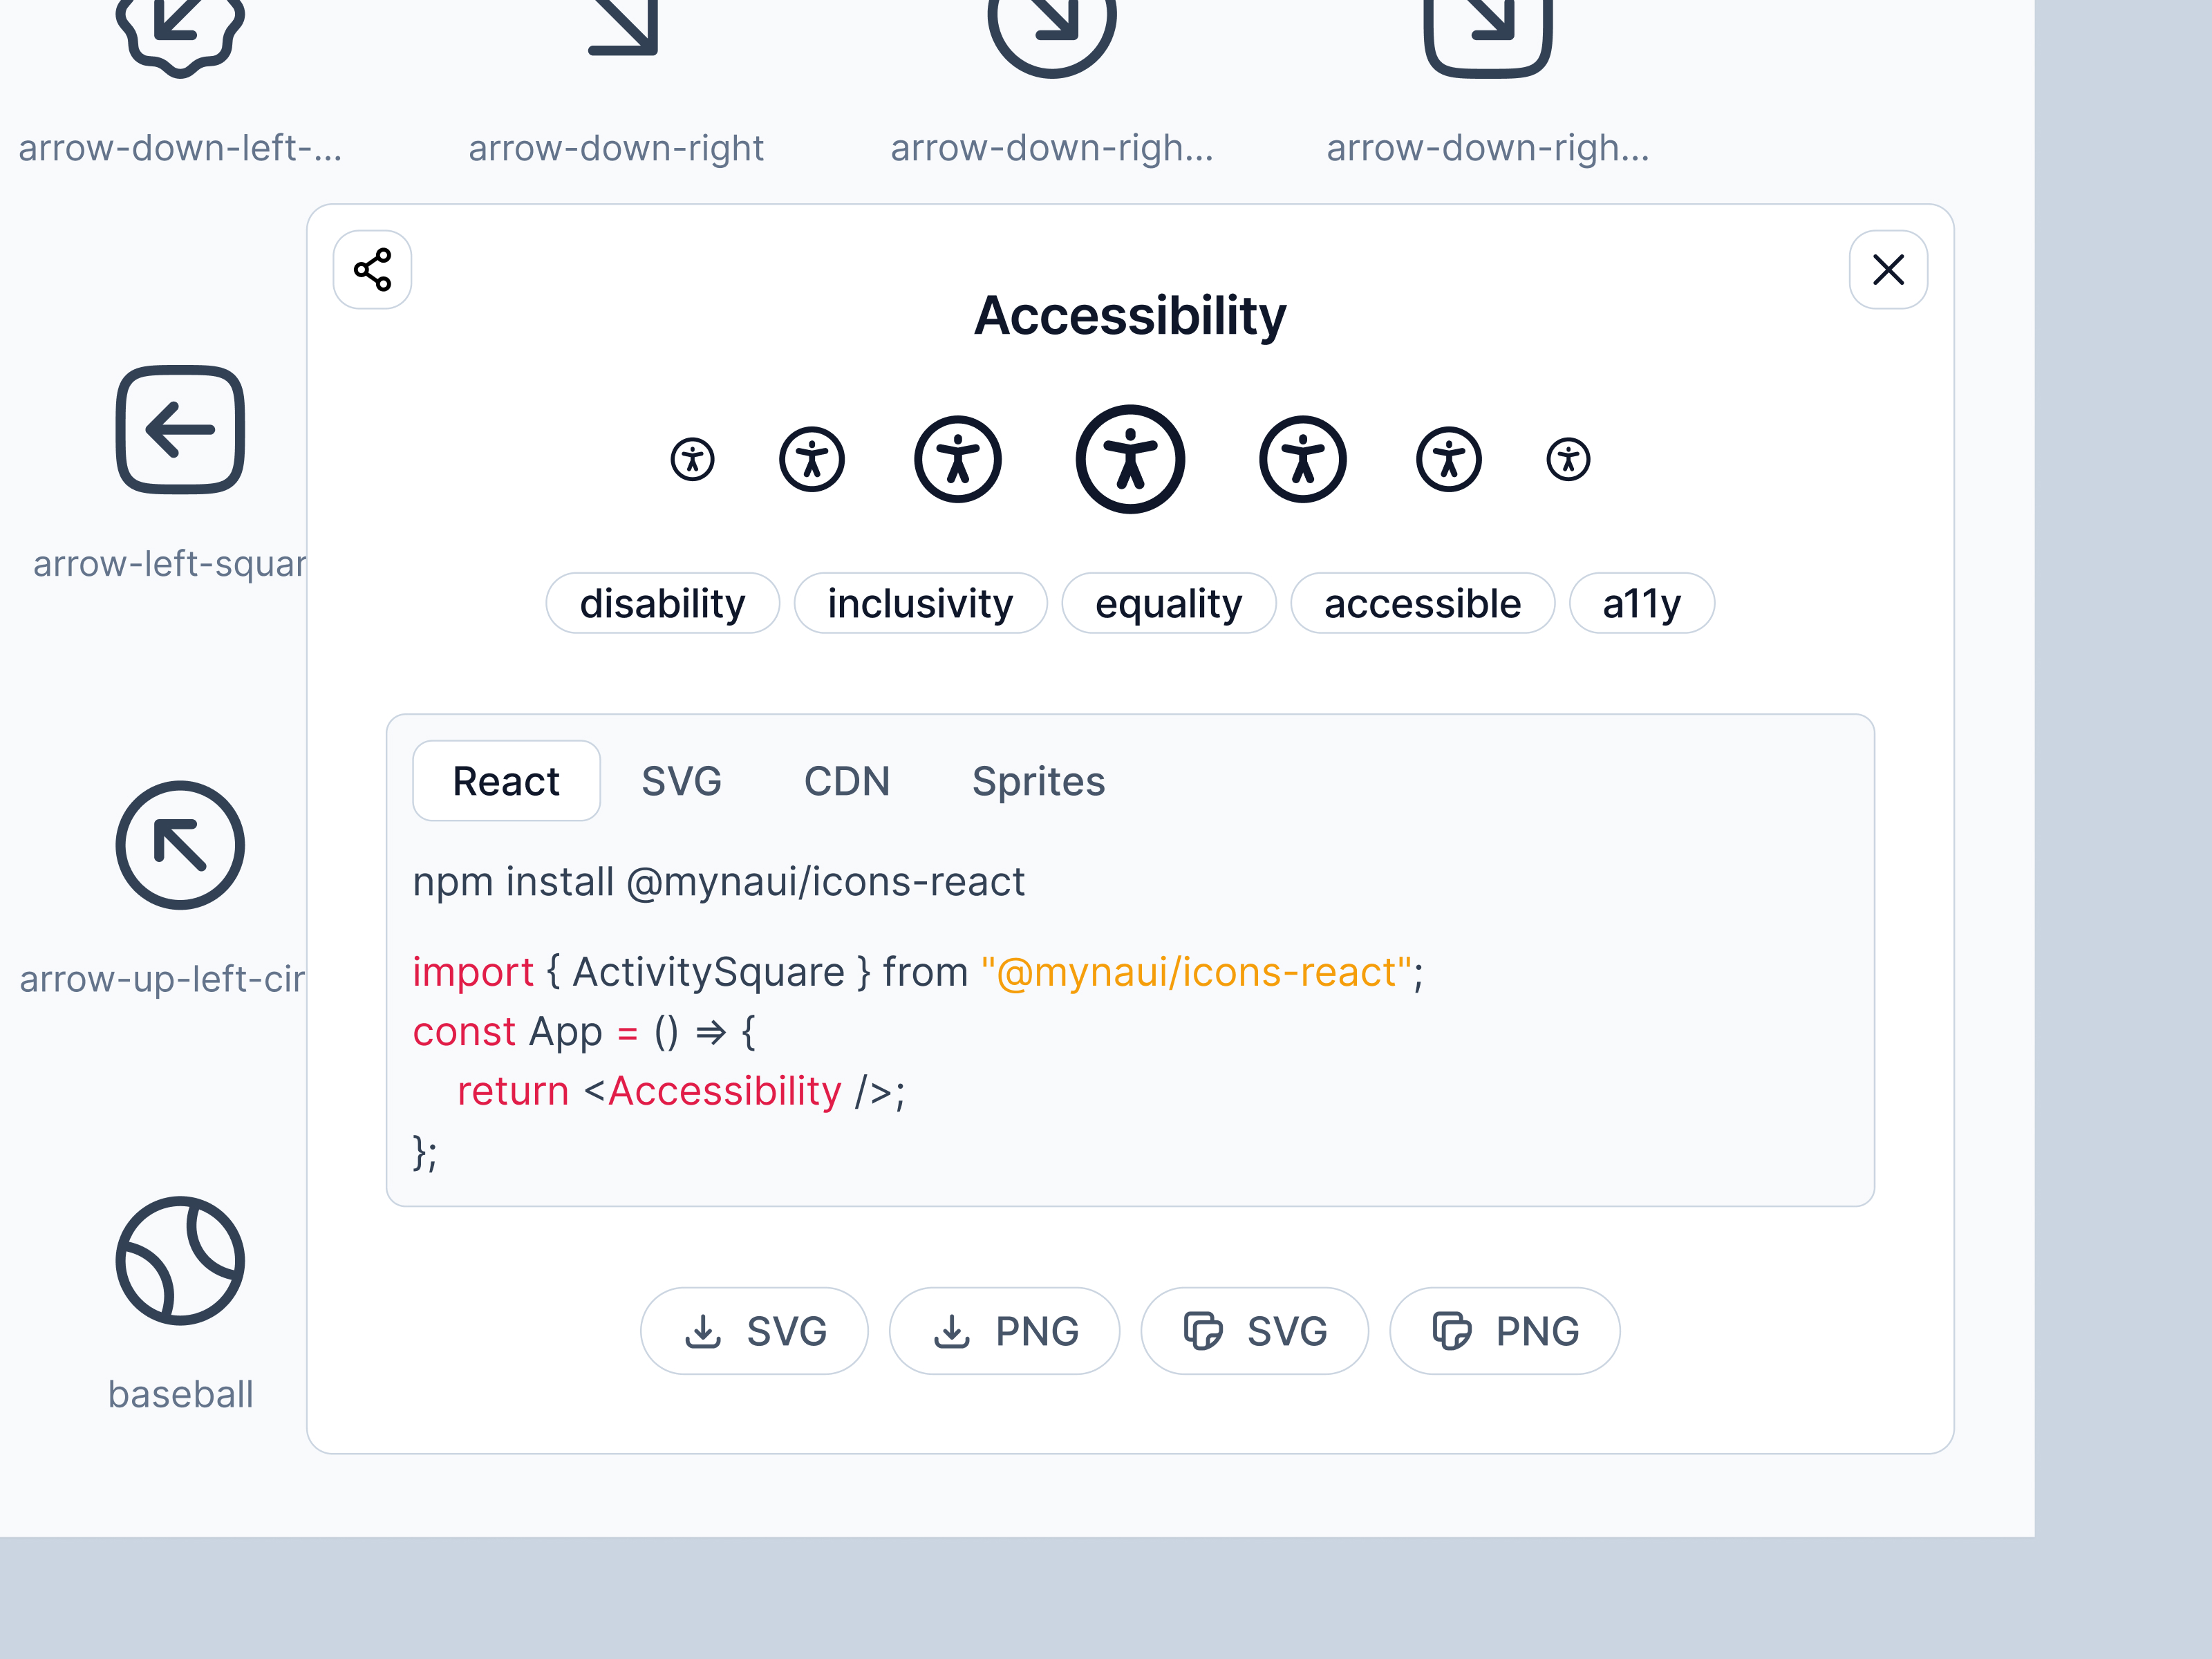 arrow-down-left-...
arrow-down-right
arrow-down-righ...
arrow-down-righ...
Accessibility
arrow-left-squar
disability
inclusivity
equality
accessible
a11y
React
SVG
CDN
Sprites
npm install @mynaui/icons-react
arrow-up-left-cir
import { ActivitySquare } from "@mynaui/icons-react";
const App = () => {
return <Accessibility />;
};
SVG
PNG
SVG
PNG
baseball